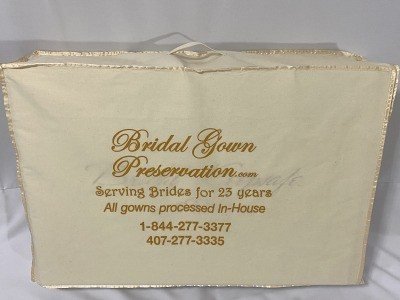 Bridal Gown
Preservation.com
Serving Brides for 23 years
All gowns processed In-House
1-844-277-3377
407-277-3335